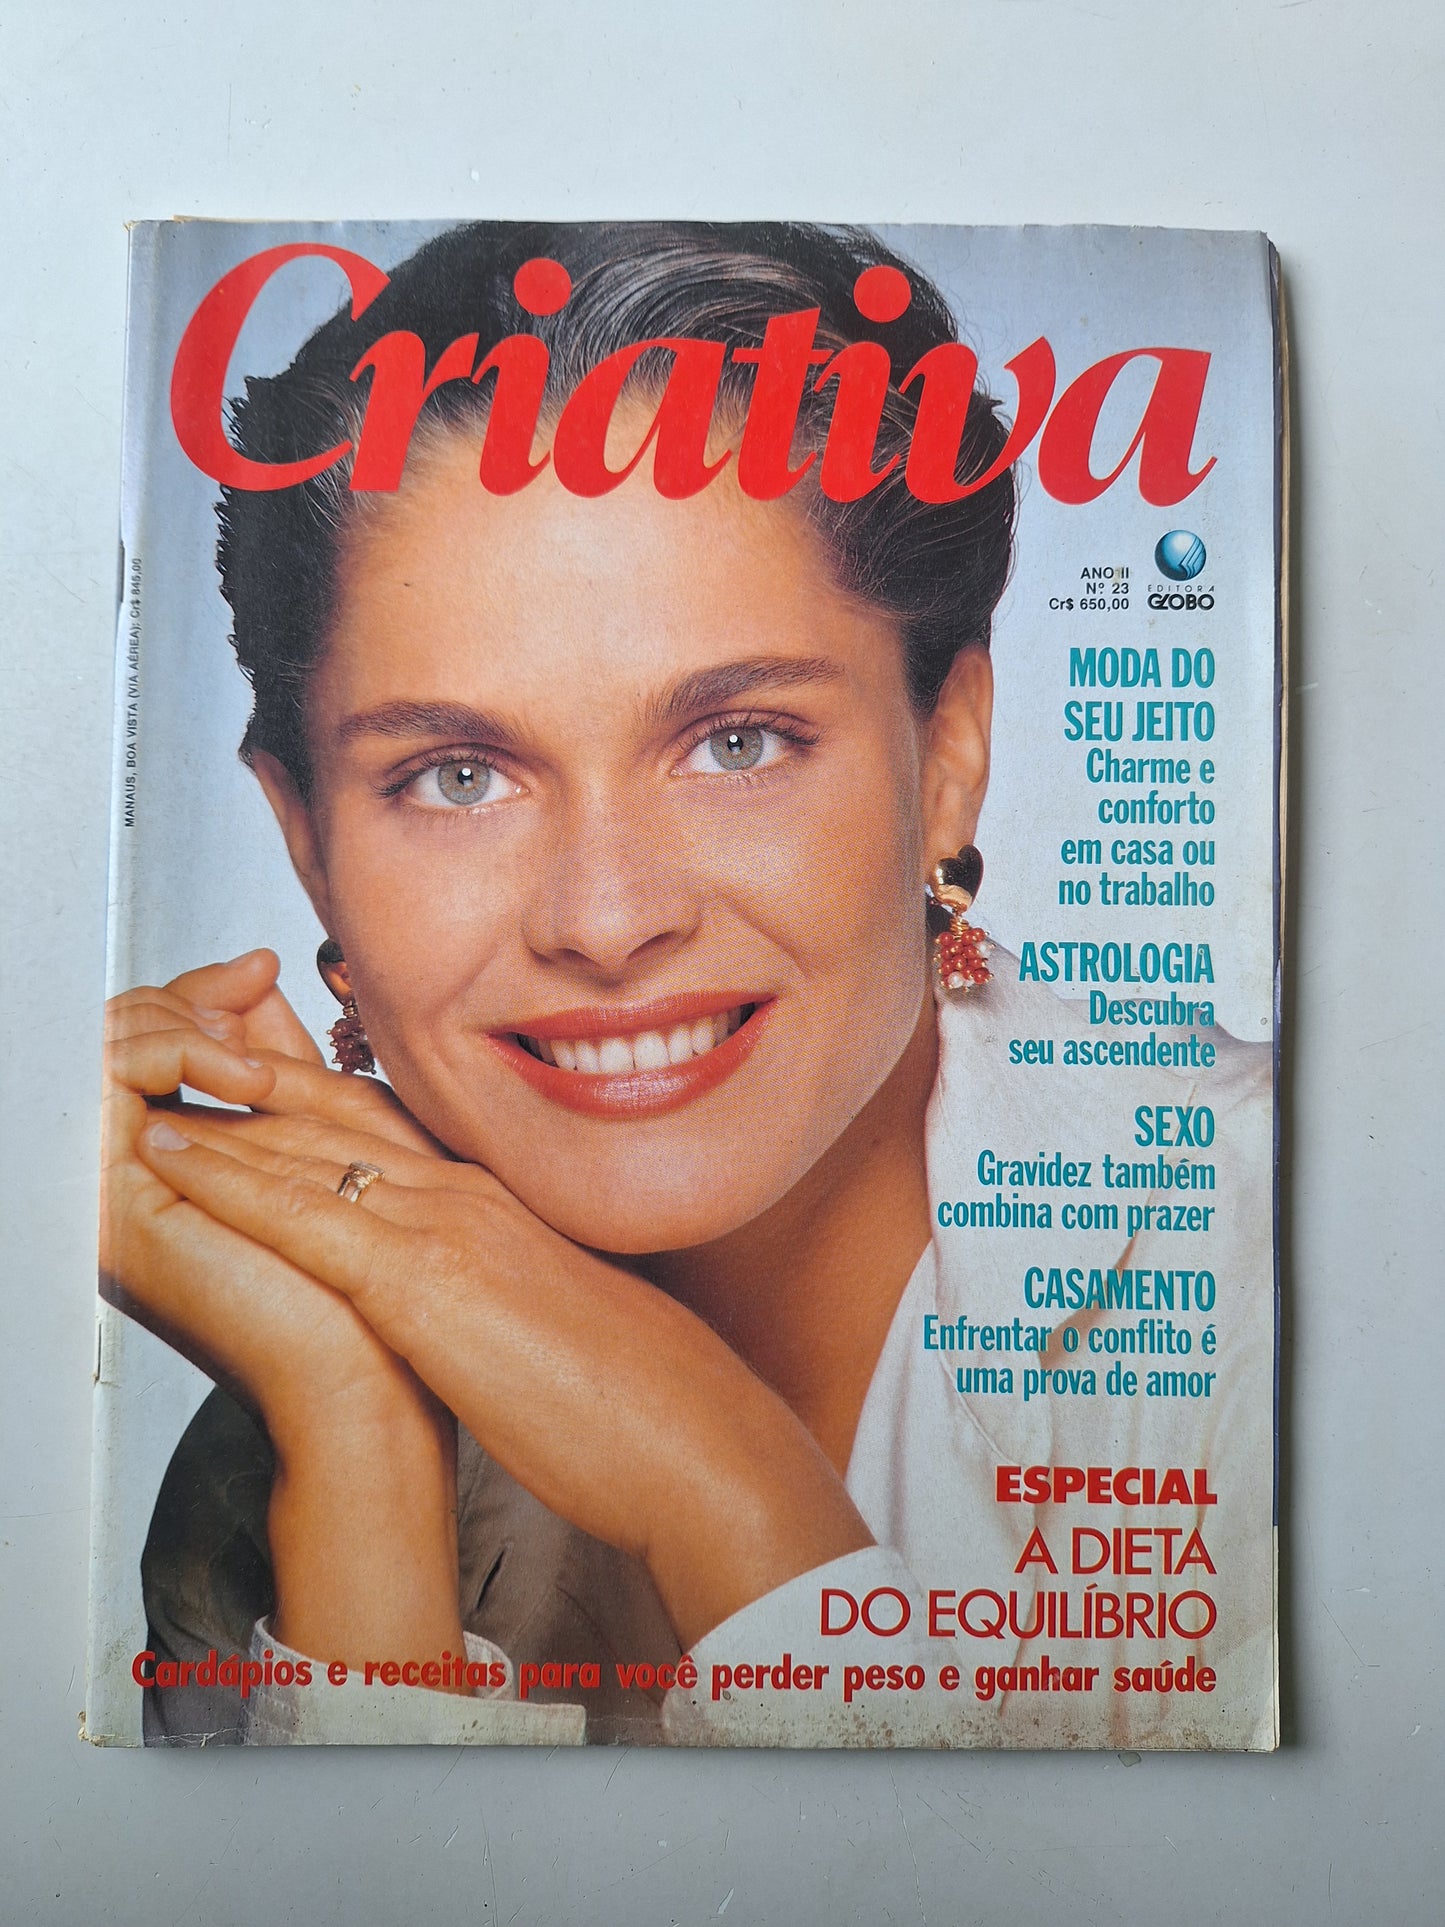 Criativa
MANAUS, BOA VISTA (VIA AÉREA): Cr$ 845,00
ANO II
Nº 23
Cr$ 650,00
EDITORA
GLOBO
MODA DO
SEU JEITO
Charme e
conforto
em casa ou
no trabalho
ASTROLOGIA
Descubra
seu ascendente
SEXO
Gravidez também
combina com prazer
CASAMENTO
Enfrentar o conflito é
uma prova de amor
ESPECIAL
A DIETA
DO EQUILÍBRIO
Cardápios e receitas para você perder peso e ganhar saúde